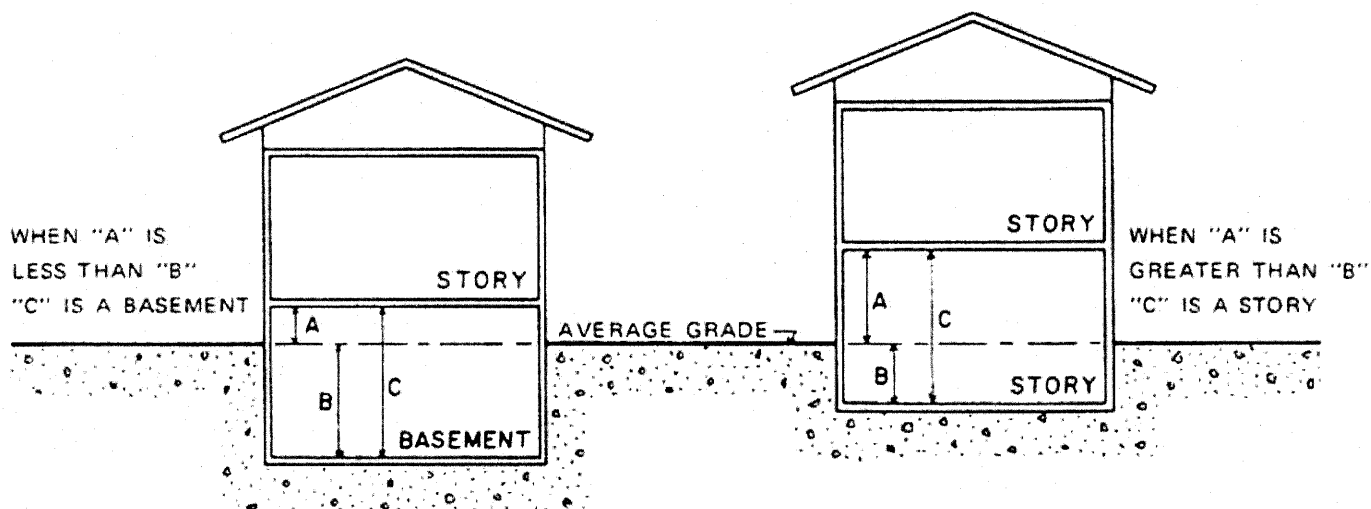 WHEN "A" IS
LESS THAN "B"
"C" IS A BASEMENT
STORY
A
B
C
BASEMENT
AVERAGE GRADE
STORY
A
B
C
STORY
WHEN "A" IS
GREATER THAN "B"
"C" IS A STORY